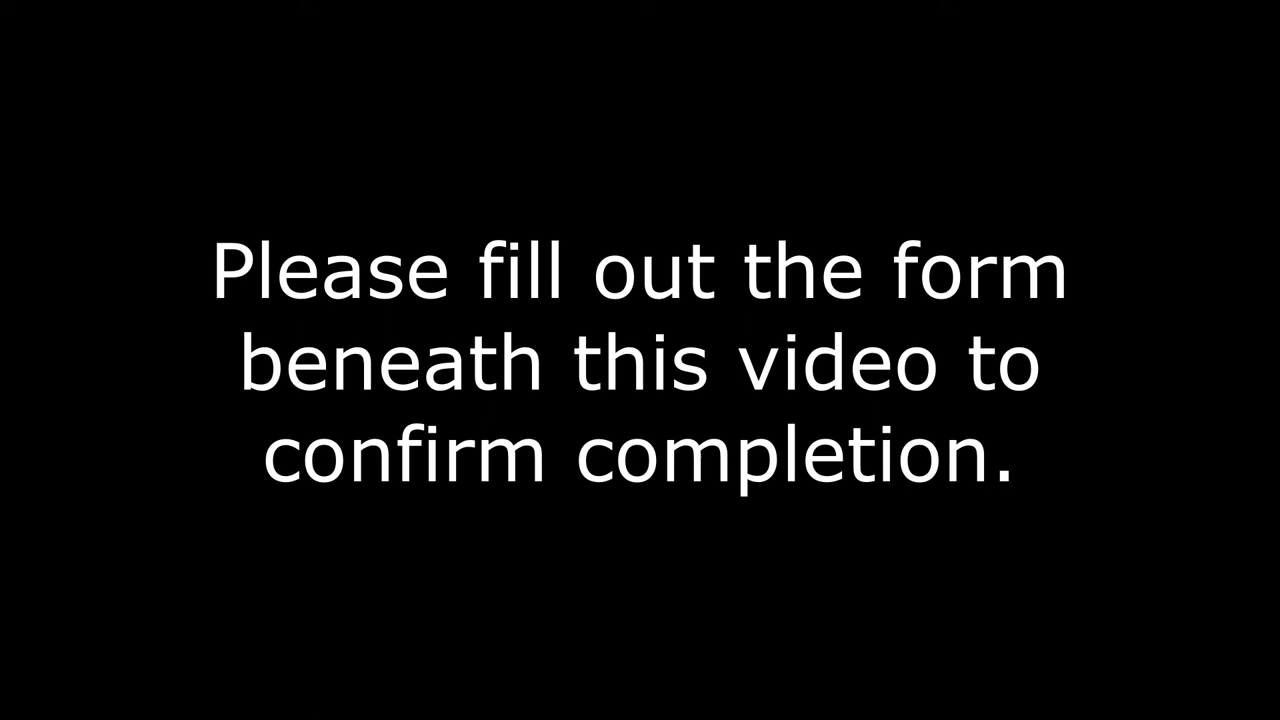 Please fill out the form
beneath this video to
confirm completion.